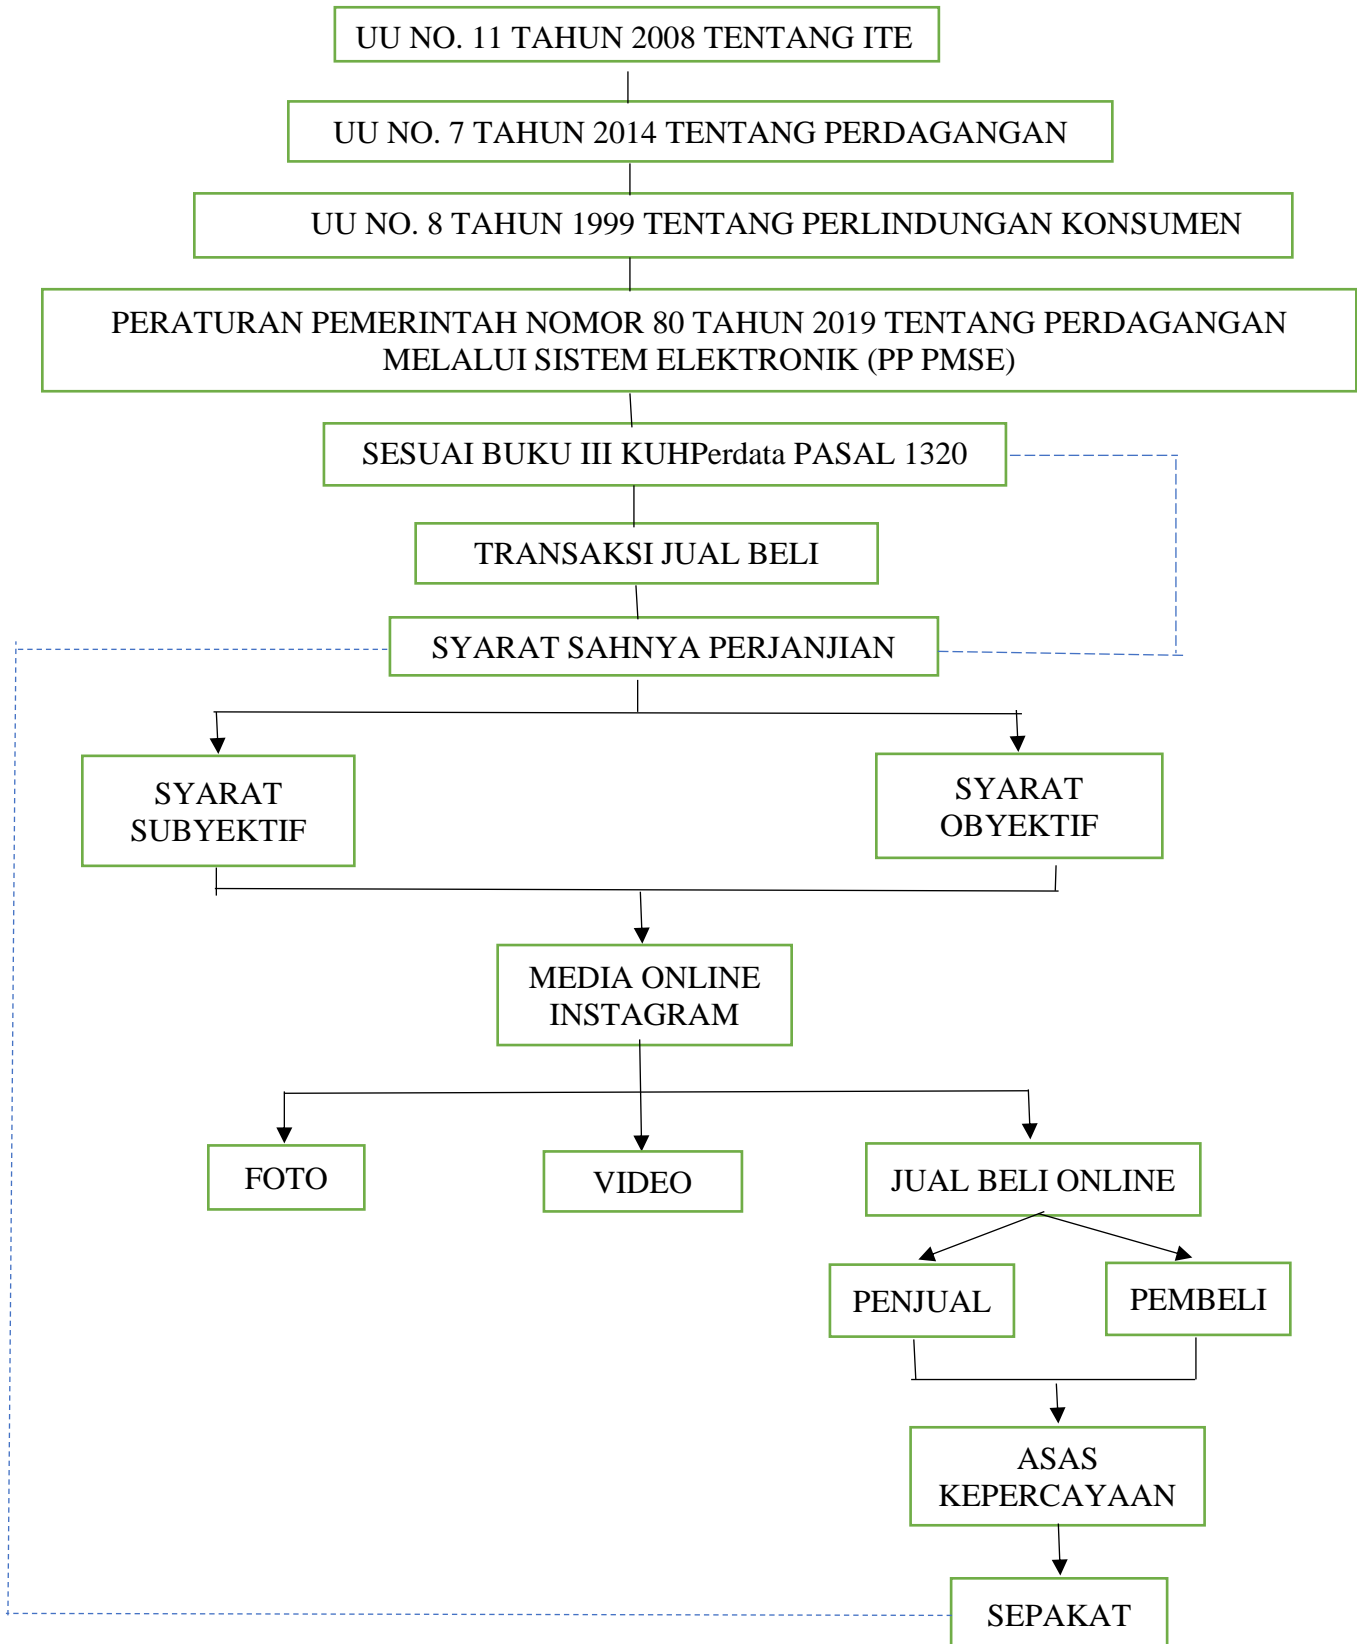 UU NO. 11 TAHUN 2008 TENTANG ITE
UU NO. 7 TAHUN 2014 TENTANG PERDAGANGAN
UU NO. 8 TAHUN 1999 TENTANG PERLINDUNGAN KONSUMEN
PERATURAN PEMERINTAH NOMOR 80 TAHUN 2019 TENTANG PERDAGANGAN
MELALUI SISTEM ELEKTRONIK (PP PMSE)
SESUAI BUKU III KUHPerdata PASAL 1320
TRANSAKSI JUAL BELI
SYARAT SAHNYA PERJANJIAN
SYARAT
SUBYEKTIF
SYARAT
OBYEKTIF
MEDIA ONLINE
INSTAGRAM
FOTO
VIDEO
JUAL BELI ONLINE
PENJUAL
PEMBELI
ASAS
KEPERCAYAAN
SEPAKAT